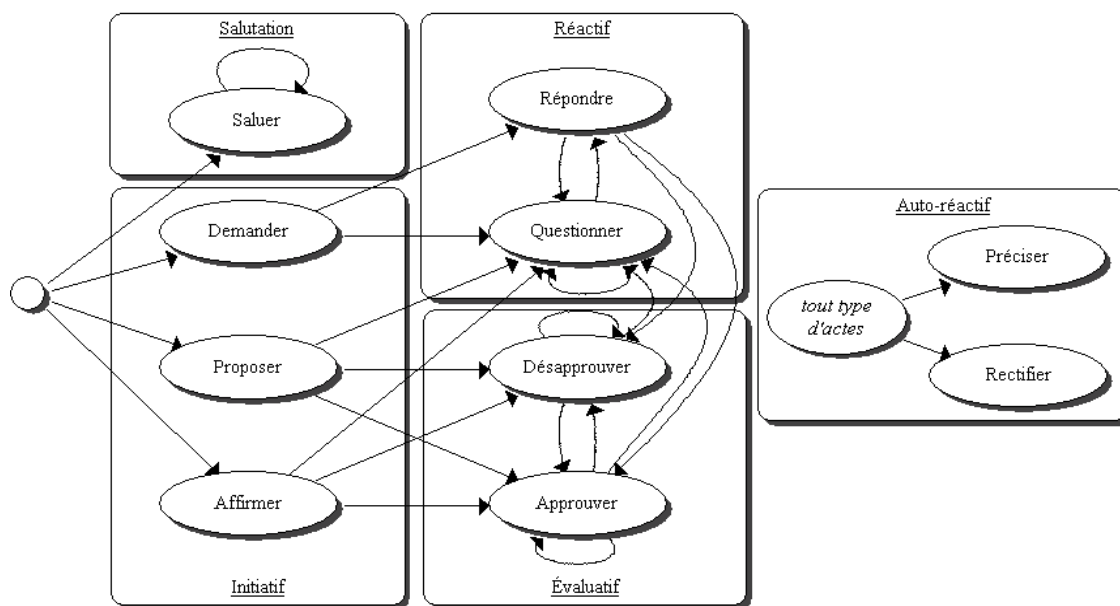 Salutation
Saluer
Réactif
Répondre
Questionner
Demander
Proposer
Affirmer
Initiatif
Désapprouver
Approuver
Évaluatif
Auto-réactif
tout type
d'actes
Préciser
Rectifier